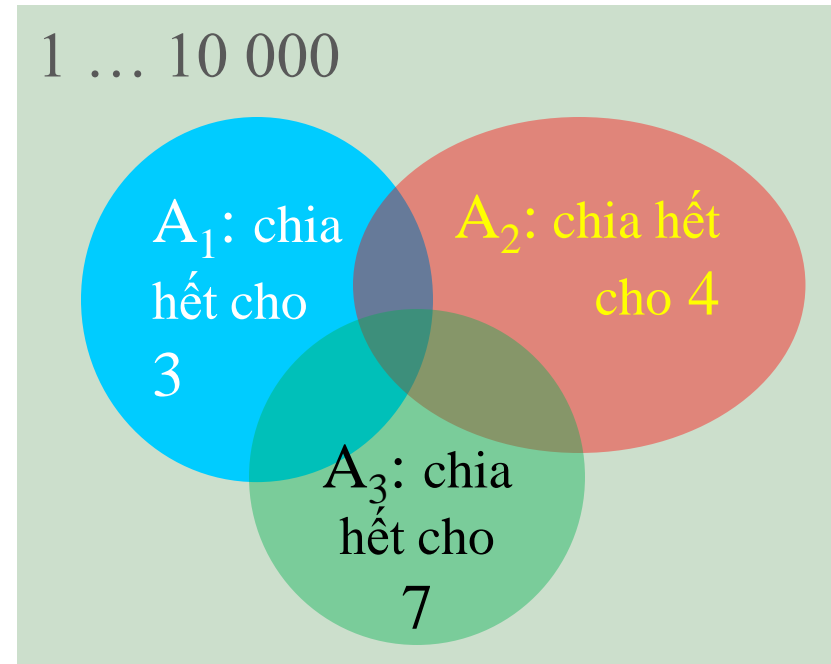 1 … 10 000
A₁: chia
hết cho
3
A₂: chia hết
cho 4
A₃: chia
hết cho
7